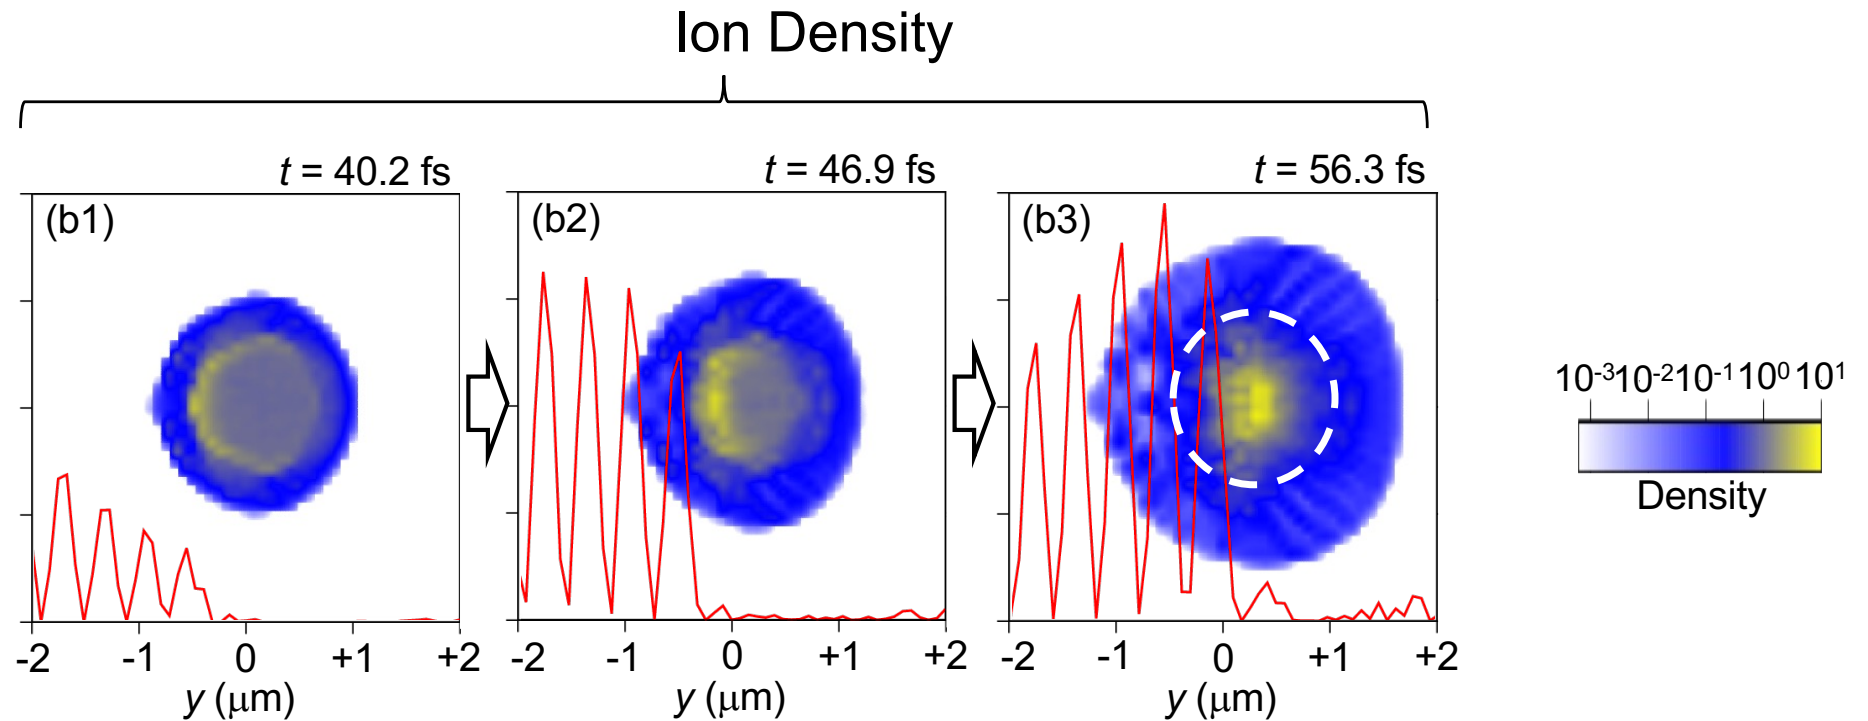 Ion Density
t = 40.2 fs
t = 46.9 fs
t = 56.3 fs
(b1)
(b2)
(b3)
10⁻³ 10⁻² 10⁻¹ 10⁰ 10¹
Density
-2 -1 0 +1 +2
-2 -1 0 +1 +2
-2 -1 0 +1 +2
y (μm)
y (μm)
y (μm)